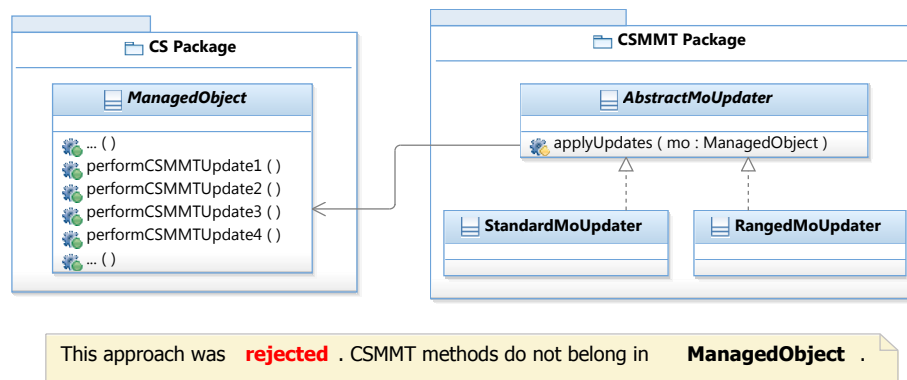 CS Package
ManagedObject
... ( )
performCSMMTUpdate1 ( )
performCSMMTUpdate2 ( )
performCSMMTUpdate3 ( )
performCSMMTUpdate4 ( )
... ( )
CSMMT Package
AbstractMoUpdater
applyUpdates ( mo : ManagedObject )
StandardMoUpdater
RangedMoUpdater
This approach was rejected . CSMMT methods do not belong in ManagedObject .